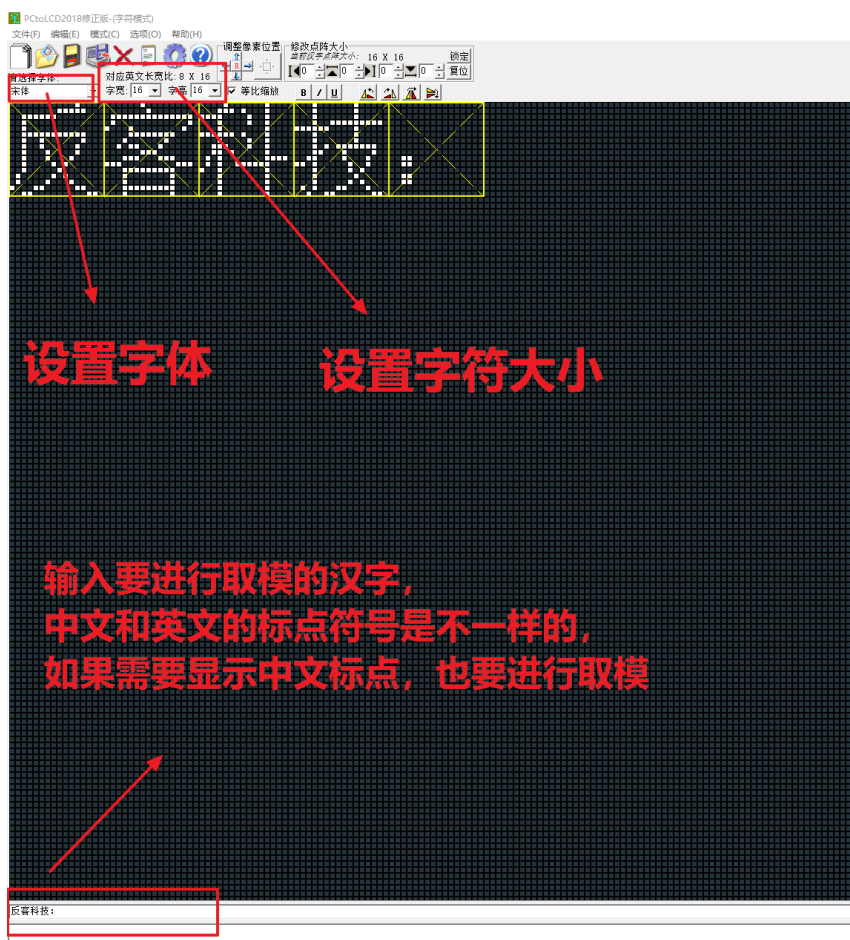 PCtoLCD2018修正版-(字符模式)
文件(F) 编辑(E) 模式(C) 选项(O) 帮助(H)
调整像素位置
修改点阵大小
当前汉字点阵大小: 16 X 16
锁定
复位
请选择字体:
宋体
对应英文长宽比: 8 X 16
字宽: 16 字高 16
等比缩放
B I U
反客科技：
设置字体
设置字符大小
输入要进行取模的汉字，
中文和英文的标点符号是不一样的，
如果需要显示中文标点，也要进行取模
反客科技：